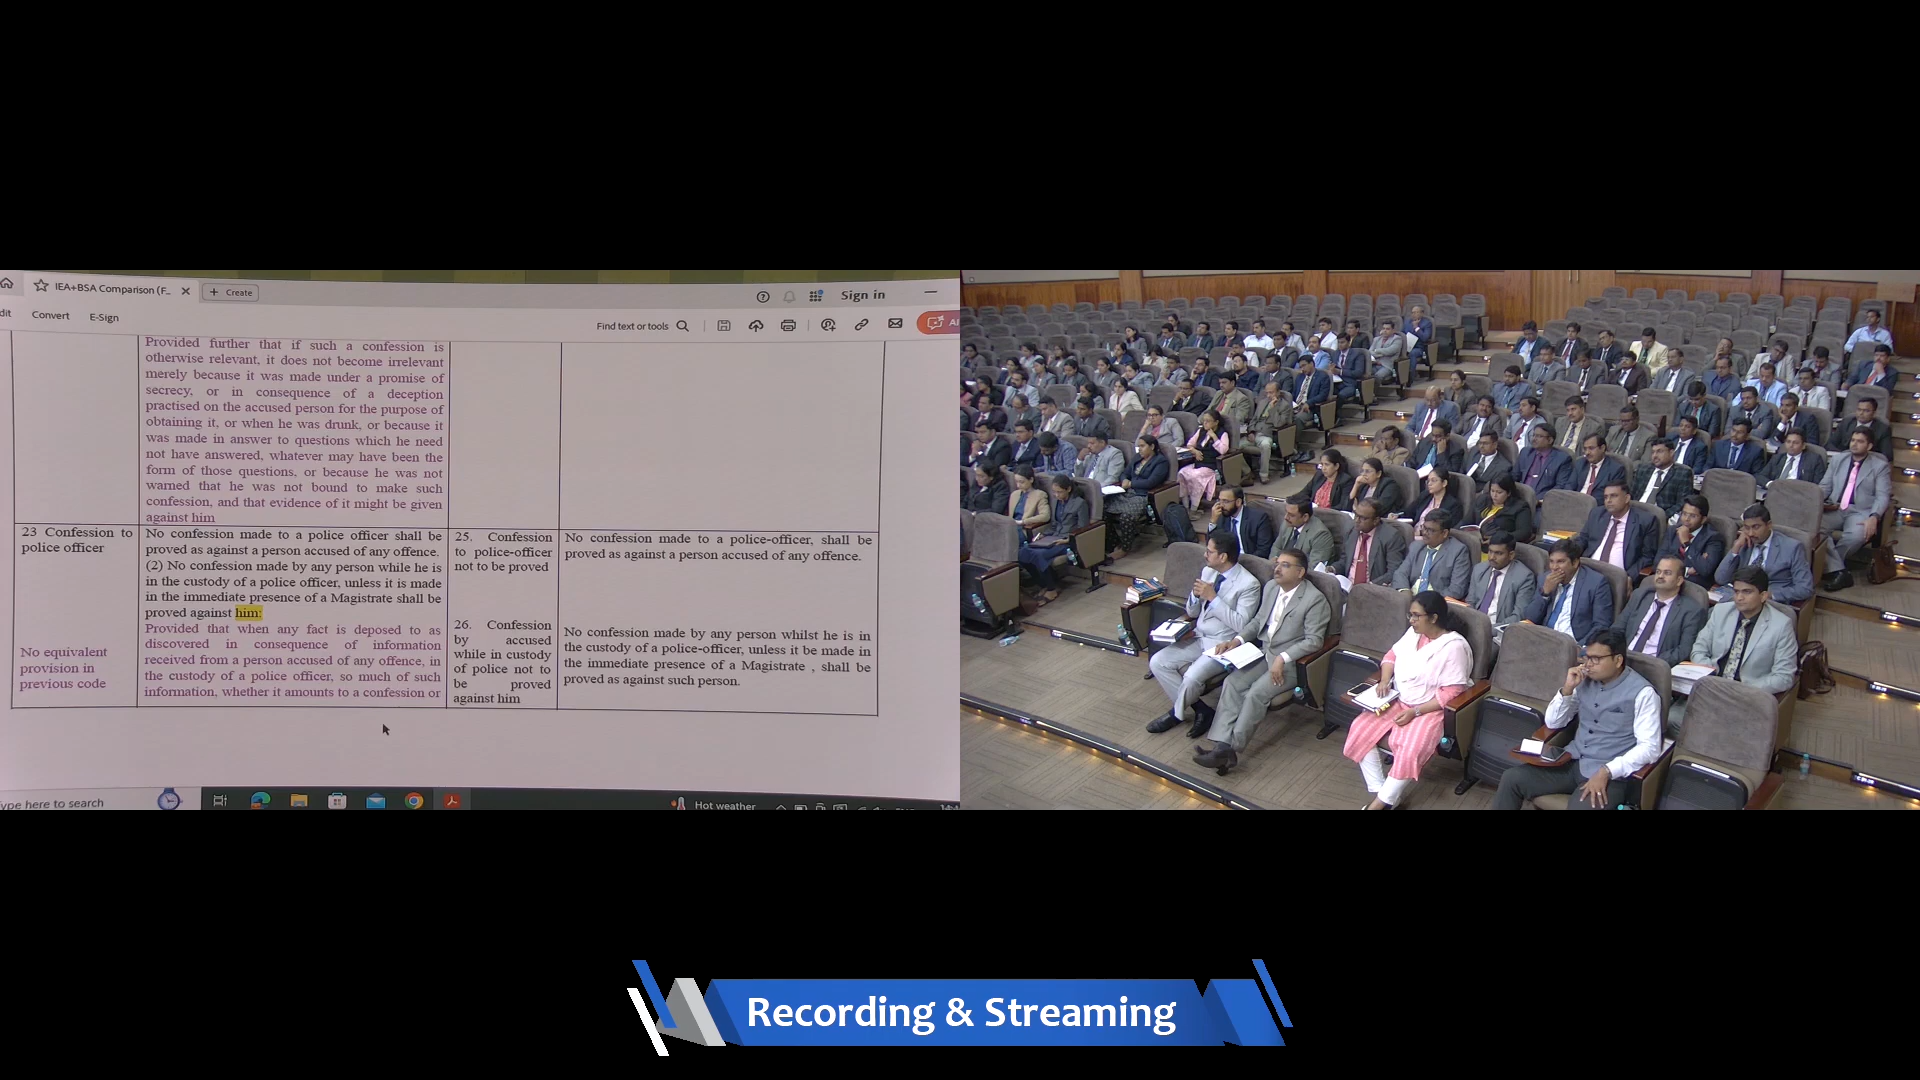 IEA+BSA Comparison (F...
+ Create
Sign in
dit
Convert
E-Sign
Find text or tools
Provided further that if such a confession is
otherwise relevant, it does not become irrelevant
merely because it was made under a promise of
secrecy, or in consequence of a deception
practised on the accused person for the purpose of
obtaining it, or when he was drunk, or because it
was made in answer to questions which he need
not have answered, whatever may have been the
form of those questions, or because he was not
warned that he was not bound to make such
confession, and that evidence of it might be given
against him
23 Confession to
police officer
No equivalent
provision in
previous code
No confession made to a police officer shall be
proved as against a person accused of any offence.
(2) No confession made by any person while he is
in the custody of a police officer, unless it is made
in the immediate presence of a Magistrate shall be
proved against him:
Provided that when any fact is deposed to as
discovered in consequence of information
received from a person accused of any offence, in
the custody of a police officer, so much of such
information, whether it amounts to a confession or
25. Confession
to police-officer
not to be proved
26. Confession
by accused
while in custody
of police not to
be proved
against him
No confession made to a police-officer, shall be
proved as against a person accused of any offence.
No confession made by any person whilst he is in
the custody of a police-officer, unless it be made in
the immediate presence of a Magistrate , shall be
proved as against such person.
ype here to search
Hot weather
Recording & Streaming